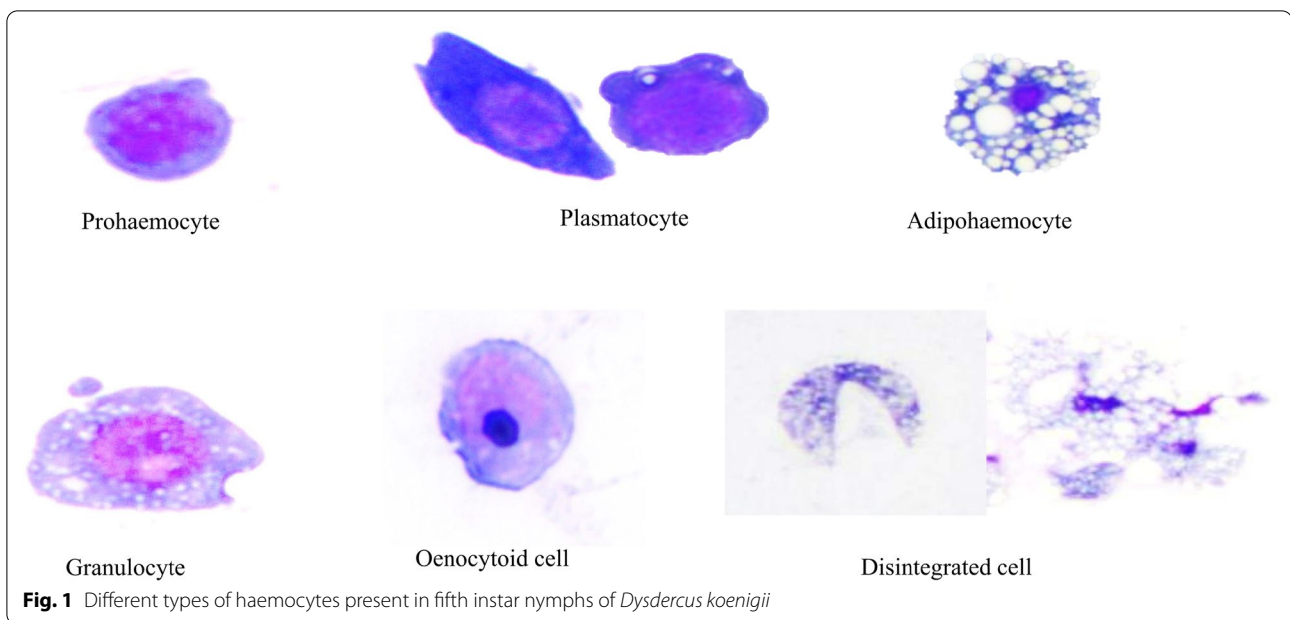 Prohaemocyte
Plasmatocyte
Adipohaemocyte
Granulocyte
Oenocytoid cell
Disintegrated cell
Fig. 1 Different types of haemocytes present in fifth instar nymphs of Dysdercus koenigii